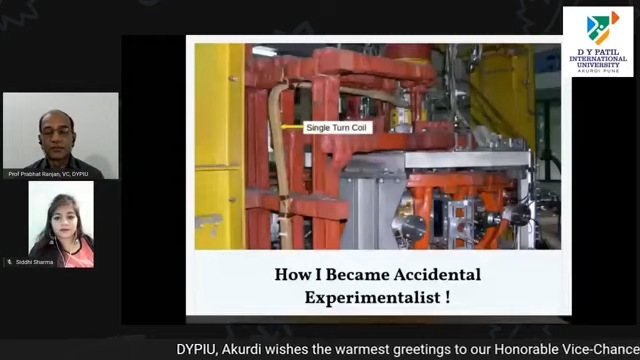 D Y PATIL
INTERNATIONAL
UNIVERSITY
AKURDI PUNE
Single Turn Coil
Prof Prabhat Ranjan, VC, DYPIU
Siddhi Sharma
How I Became Accidental
Experimentalist !
DYPIU, Akurdi wishes the warmest greetings to our Honorable Vice-Chance